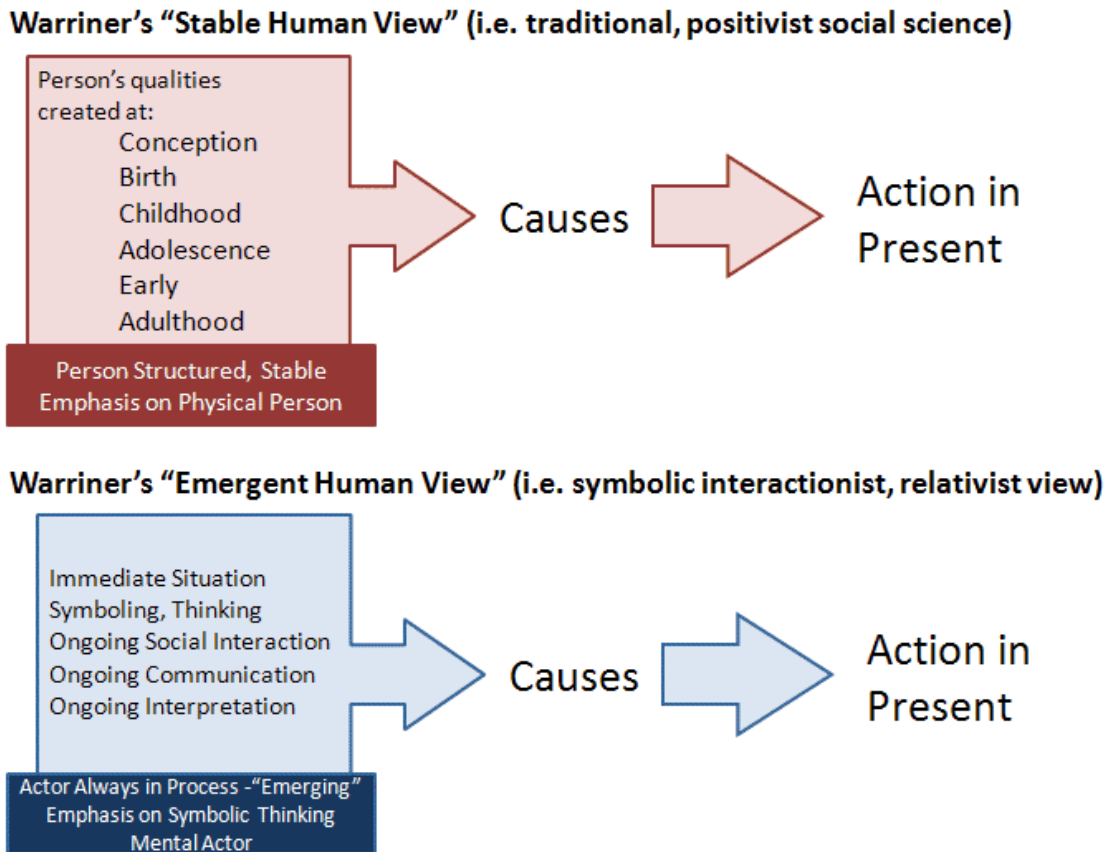 Warriner's “Stable Human View” (i.e. traditional, positivist social science)
Person's qualities
created at:
Conception
Birth
Childhood
Adolescence
Early
Adulthood
Causes
Action in
Present
Person Structured, Stable
Emphasis on Physical Person
Warriner's “Emergent Human View” (i.e. symbolic interactionist, relativist view)
Immediate Situation
Symboling, Thinking
Ongoing Social Interaction
Ongoing Communication
Ongoing Interpretation
Causes
Action in
Present
Actor Always in Process -“Emerging”
Emphasis on Symbolic Thinking
Mental Actor